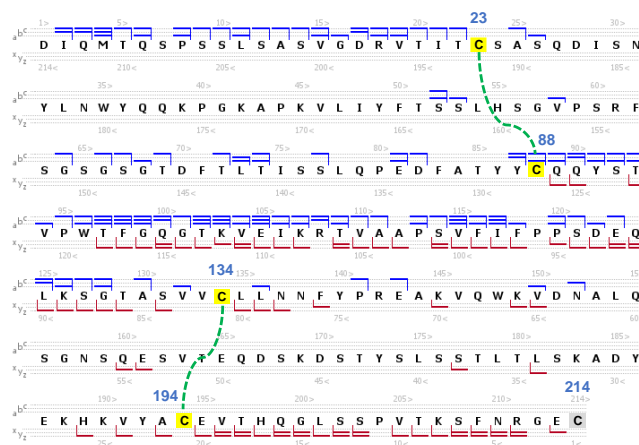 23
1> 5> 10> 15> 20> 25> 30>
a b c D I Q M T Q S P S S L S A S V G D R V T I T C S A S Q D I S N
x y z 214< 210< 205< 200< 195< 190< 185<
35> 40> 45> 50> 55> 60>
a b c Y L N W Y Q Q K P G K A P K V L I Y F T S S L H S G V P S R F
x y z 180< 175< 170< 165< 160< 155<
65> 70> 75> 80> 85> 88 90>
a b c S G S G S G T D F T L T I S S L Q P E D F A T Y Y C Q Q Y S T
x y z 150< 145< 140< 135< 130< 125<
95> 100> 105> 110> 115> 120>
a b c V P W T F G Q G T K V E I K R T V A A P S V F I F P P S D E Q
x y z 120< 115< 110< 105< 100< 95<
125> 130> 134 135> 140> 145> 150>
a b c L K S G T A S V V C L L N N F Y P R E A K V Q W K V D N A L Q
x y z 90< 85< 80< 75< 70< 65< 60<
160> 165> 170> 175> 180> 185>
a b c S G N S Q E S V T E Q D S K D S T Y S L S S T L T L S K A D Y
x y z 55< 50< 45< 40< 35< 30<
190> 194 195> 200> 205> 210> 214> 214
a b c E K H K V Y A C E V T H Q G L S S P V T K S F N R G E C
x y z 25< 20< 15< 10< 5< 1<